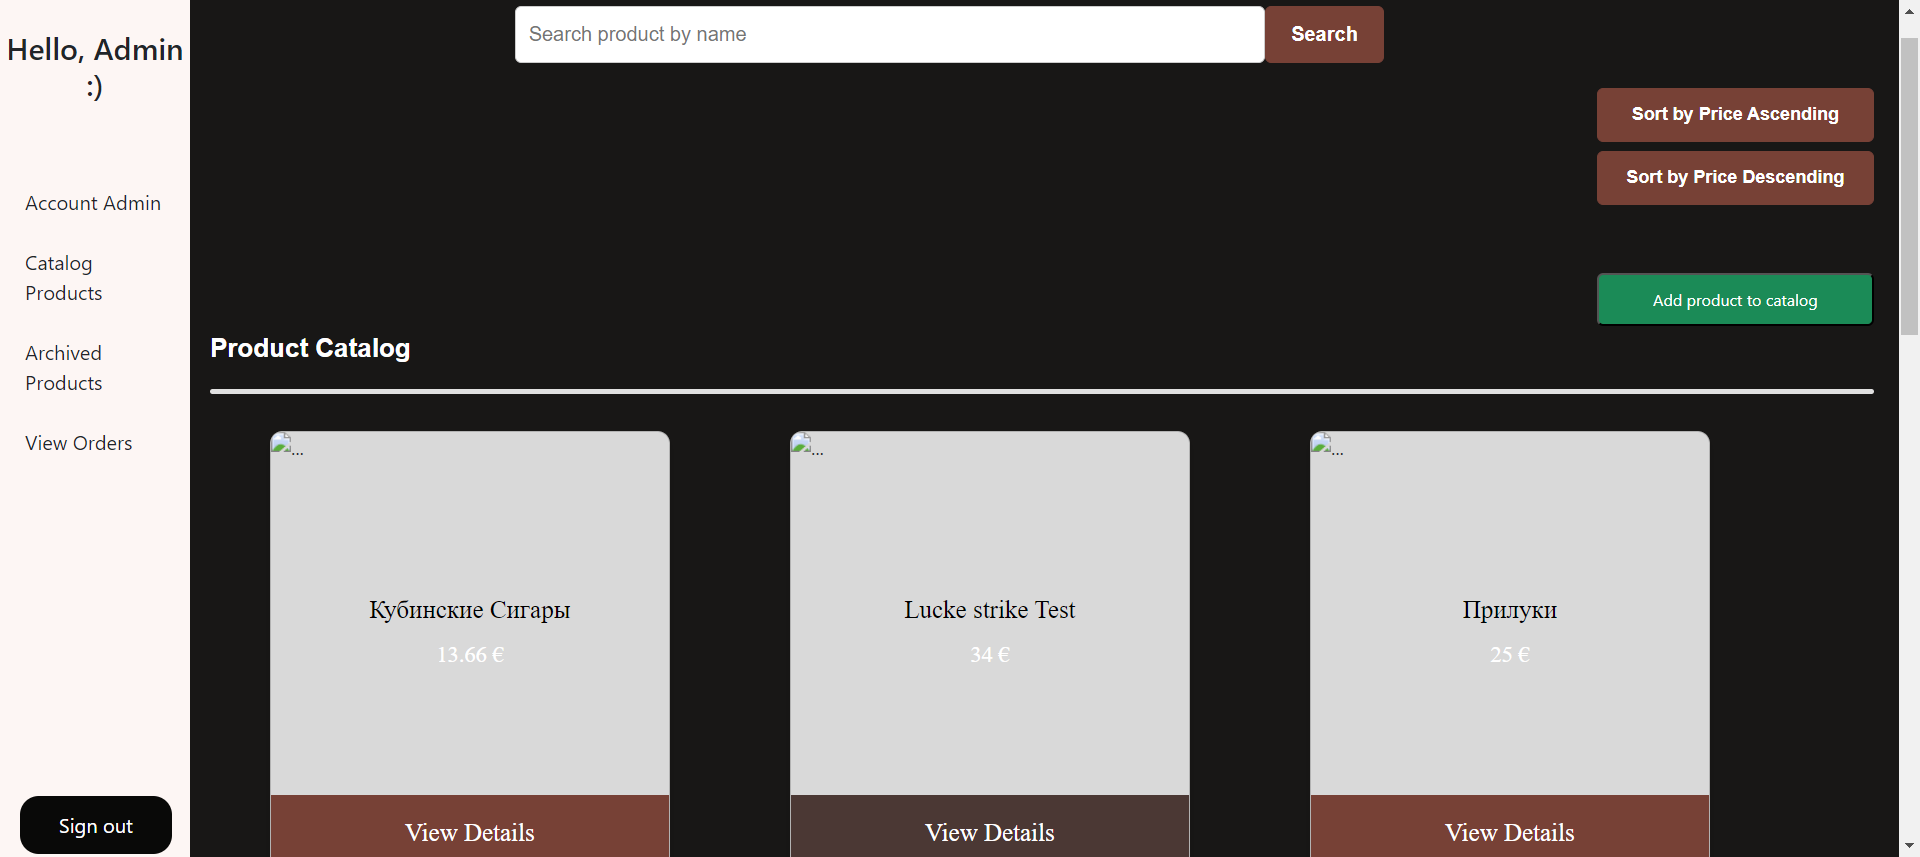 Hello, Admin
:)
Account Admin
Catalog
Products
Archived
Products
View Orders
Sign out
Search product by name
Search
Sort by Price Ascending
Sort by Price Descending
Add product to catalog
Product Catalog
...
Кубинские Сигары
13.66 €
View Details
...
Lucke strike Test
34 €
View Details
...
Прилуки
25 €
View Details